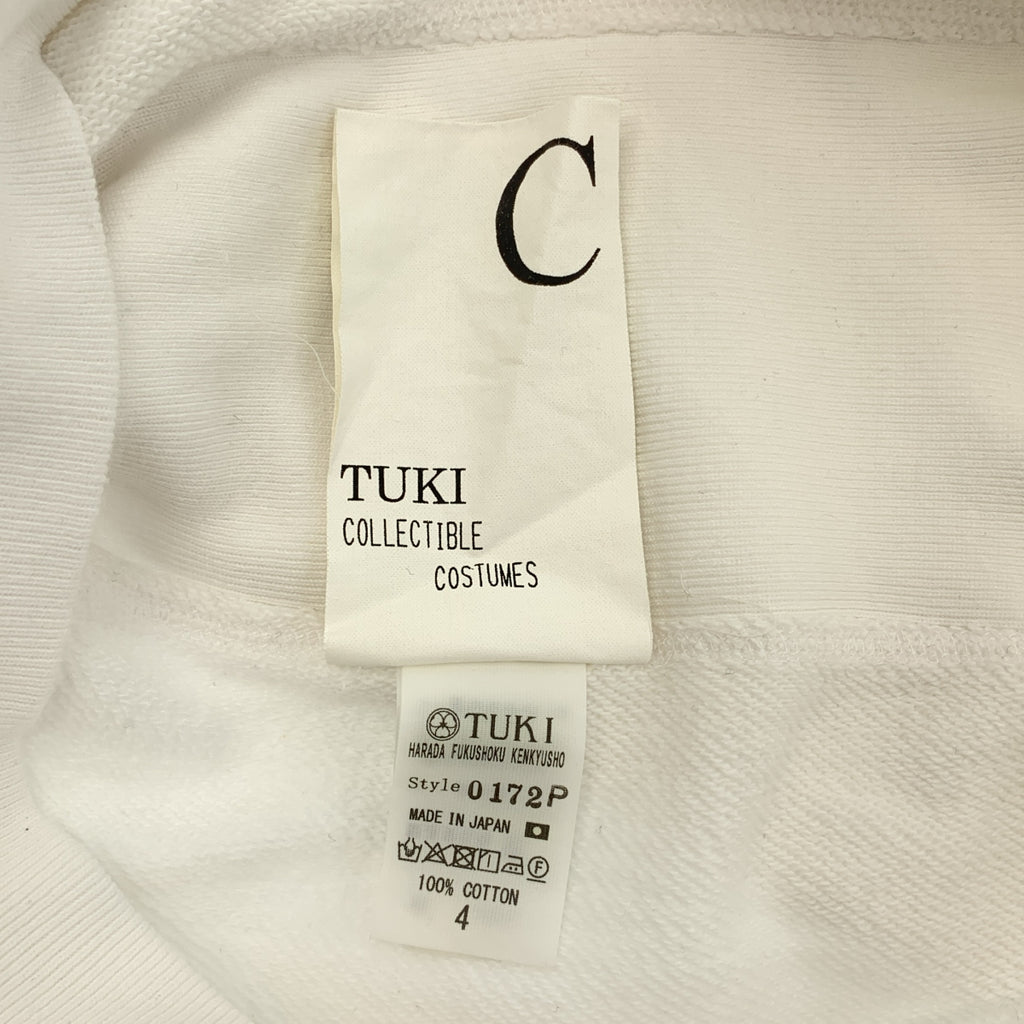 C
TUKI
COLLECTIBLE
COSTUMES
TUKI
HARADA FUKUSHOKU KENKYUSHO
Style 0172P
MADE IN JAPAN
F
100% COTTON
4